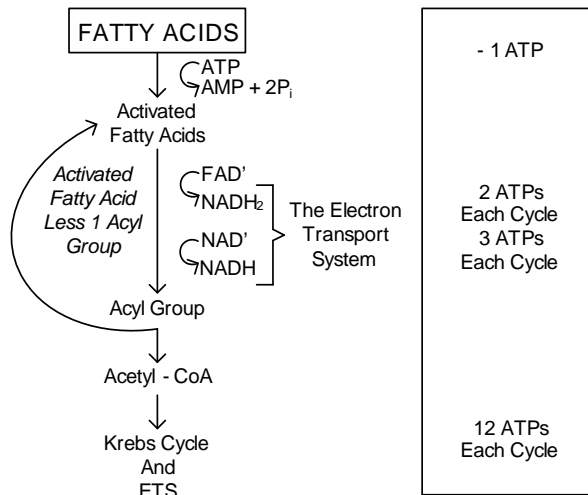 FATTY ACIDS
ATP
AMP + 2Pi
Activated
Fatty Acids
Activated
Fatty Acid
Less 1 Acyl
Group
FAD'
NADH2
NAD'
NADH
The Electron
Transport
System
Acyl Group
Acetyl - CoA
Krebs Cycle
And
ETS
- 1 ATP
2 ATPs
Each Cycle
3 ATPs
Each Cycle
12 ATPs
Each Cycle